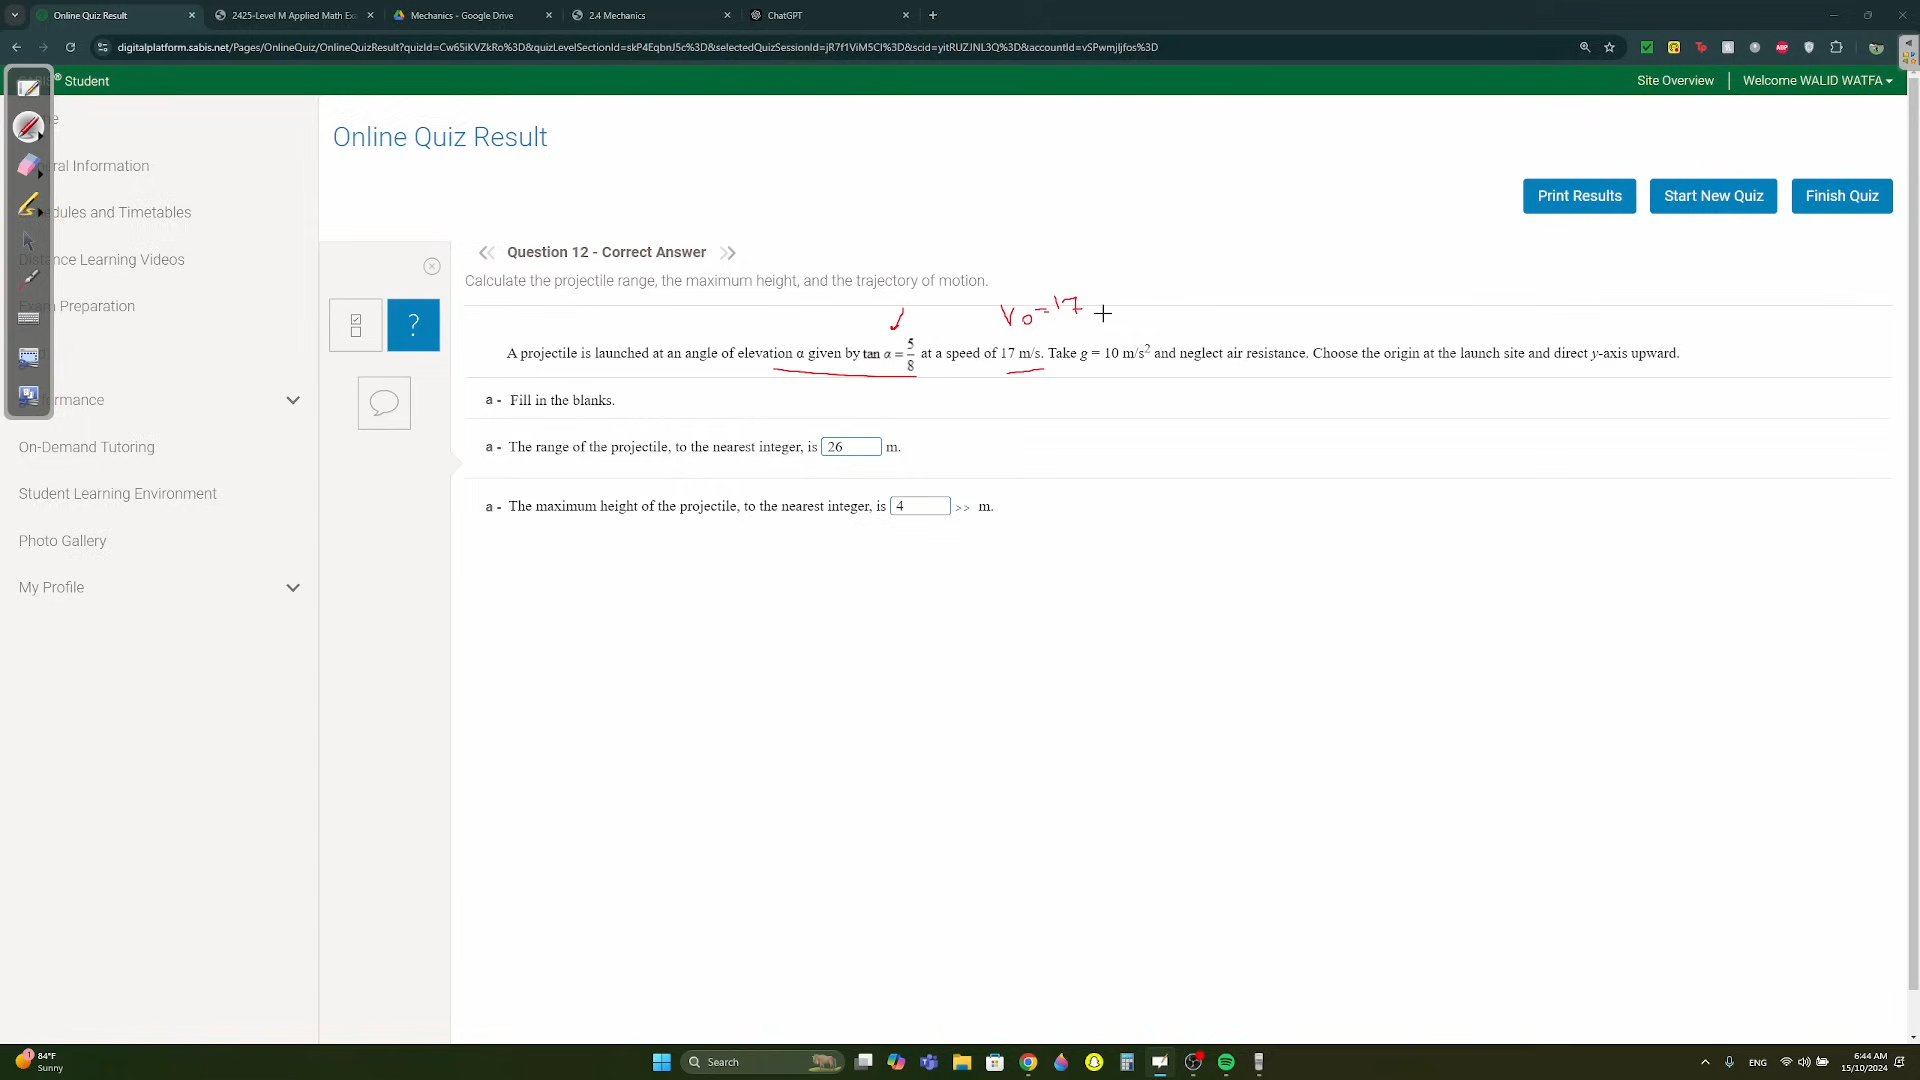 Online Quiz Result
2425-Level M Applied Math Ex
Mechanics - Google Drive
2.4 Mechanics
ChatGPT
digitalplatform.sabis.net/Pages/OnlineQuiz/OnlineQuizResult?quizId=Cw65iKVZkRo%3D&quizLevelSectionId=skP4EqbnJ5c%3D&selectedQuizSessionId=jR7f1ViM5CI%3D&scid=yitRUZJNL3Q%3D&accountId=vSPwmjljfos%3D
® Student
Site Overview
Welcome WALID WATFA
eral Information
edules and Timetables
Distance Learning Videos
Exam Preparation
ormance
On-Demand Tutoring
Student Learning Environment
Photo Gallery
My Profile
Online Quiz Result
Print Results
Start New Quiz
Finish Quiz
Question 12 - Correct Answer
Calculate the projectile range, the maximum height, and the trajectory of motion.
V0=17
A projectile is launched at an angle of elevation α given by tan α = 5/8 at a speed of 17 m/s. Take g = 10 m/s² and neglect air resistance. Choose the origin at the launch site and direct y-axis upward.
a - Fill in the blanks.
a - The range of the projectile, to the nearest integer, is 26 m.
a - The maximum height of the projectile, to the nearest integer, is 4 >> m.
84°F
Sunny
Search
ENG
6:44 AM
15/10/2024